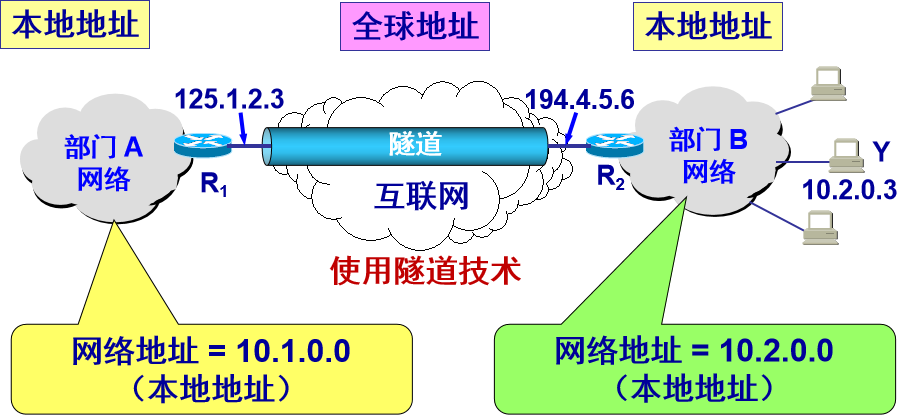 本地地址
全球地址
本地地址
125.1.2.3
194.4.5.6
部门 A
网络
R1
隧道
互联网
R2
部门 B
网络
Y
10.2.0.3
使用隧道技术
网络地址 = 10.1.0.0
（本地地址）
网络地址 = 10.2.0.0
（本地地址）